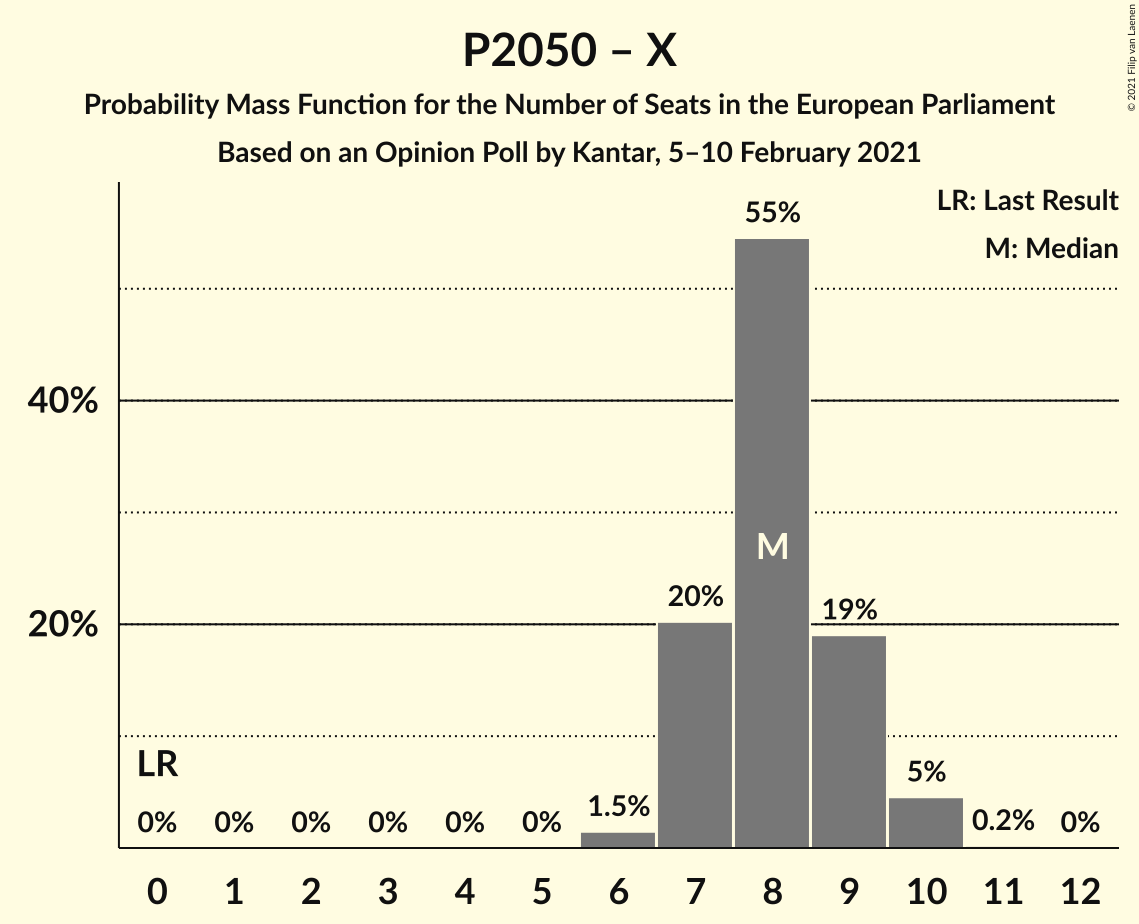 P2050 – X
Probability Mass Function for the Number of Seats in the European Parliament
Based on an Opinion Poll by Kantar, 5–10 February 2021
© 2021 Filip van Laenen
LR: Last Result
M: Median
55%
40%
M
20%
19%
20%
LR
5%
0% 0% 0% 0% 0% 0% 1.5% 0.2% 0%
0 1 2 3 4 5 6 7 8 9 10 11 12